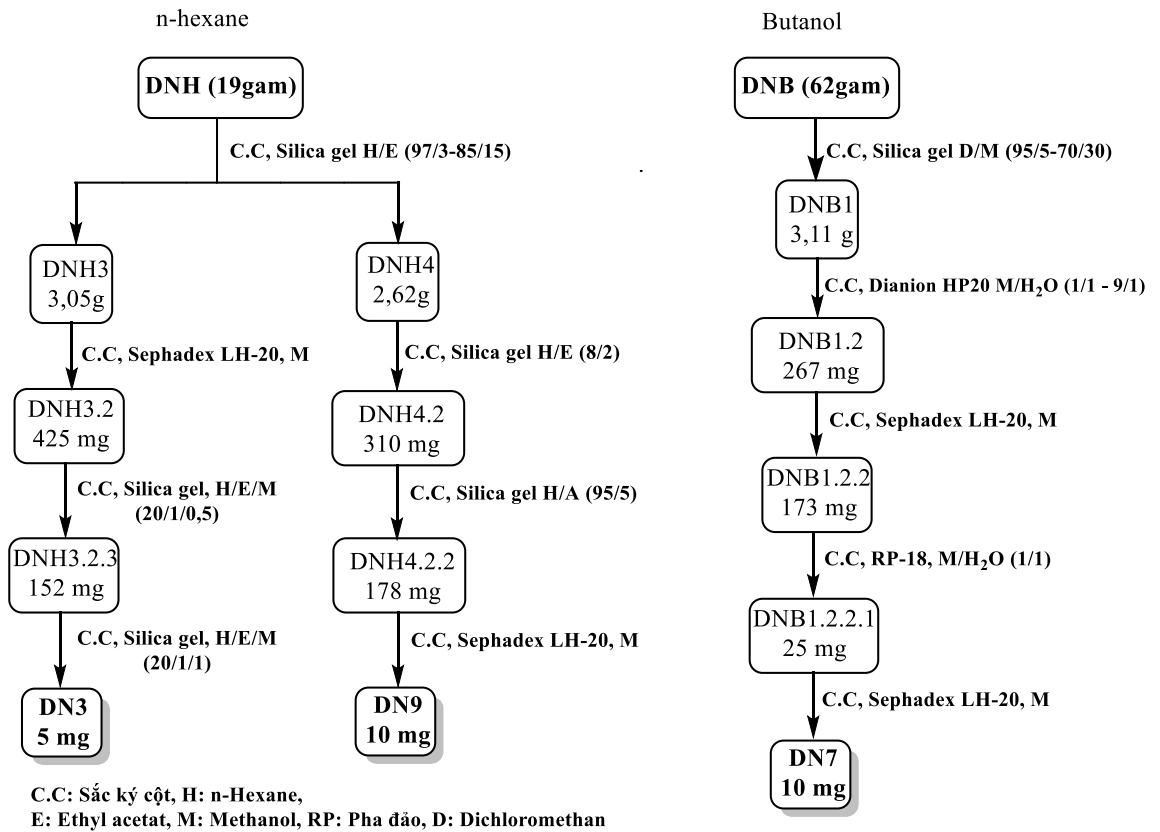 n-hexane
DNH (19gam)
C.C, Silica gel H/E (97/3-85/15)
DNH3
3,05g
C.C, Sephadex LH-20, M
DNH3.2
425 mg
C.C, Silica gel, H/E/M
(20/1/0,5)
DNH3.2.3
152 mg
C.C, Silica gel, H/E/M
(20/1/1)
DN3
5 mg
DNH4
2,62g
C.C, Silica gel H/E (8/2)
DNH4.2
310 mg
C.C, Silica gel H/A (95/5)
DNH4.2.2
178 mg
C.C, Sephadex LH-20, M
DN9
10 mg
Butanol
DNB (62gam)
C.C, Silica gel D/M (95/5-70/30)
DNB1
3,11 g
C.C, Dianion HP20 M/H₂O (1/1 - 9/1)
DNB1.2
267 mg
C.C, Sephadex LH-20, M
DNB1.2.2
173 mg
C.C, RP-18, M/H₂O (1/1)
DNB1.2.2.1
25 mg
C.C, Sephadex LH-20, M
DN7
10 mg
C.C: Sắc ký cột, H: n-Hexane,
E: Ethyl acetat, M: Methanol, RP: Pha đảo, D: Dichloromethan